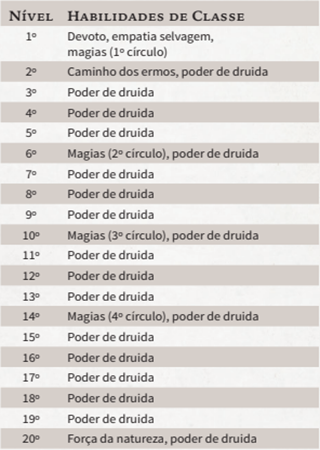 Nível Habilidades de Classe
1º Devoto, empatia selvagem,
magias (1º círculo)
2º Caminho dos ermos, poder de druida
3º Poder de druida
4º Poder de druida
5º Poder de druida
6º Magias (2º círculo), poder de druida
7º Poder de druida
8º Poder de druida
9º Poder de druida
10º Magias (3º círculo), poder de druida
11º Poder de druida
12º Poder de druida
13º Poder de druida
14º Magias (4º círculo), poder de druida
15º Poder de druida
16º Poder de druida
17º Poder de druida
18º Poder de druida
19º Poder de druida
20º Força da natureza, poder de druida